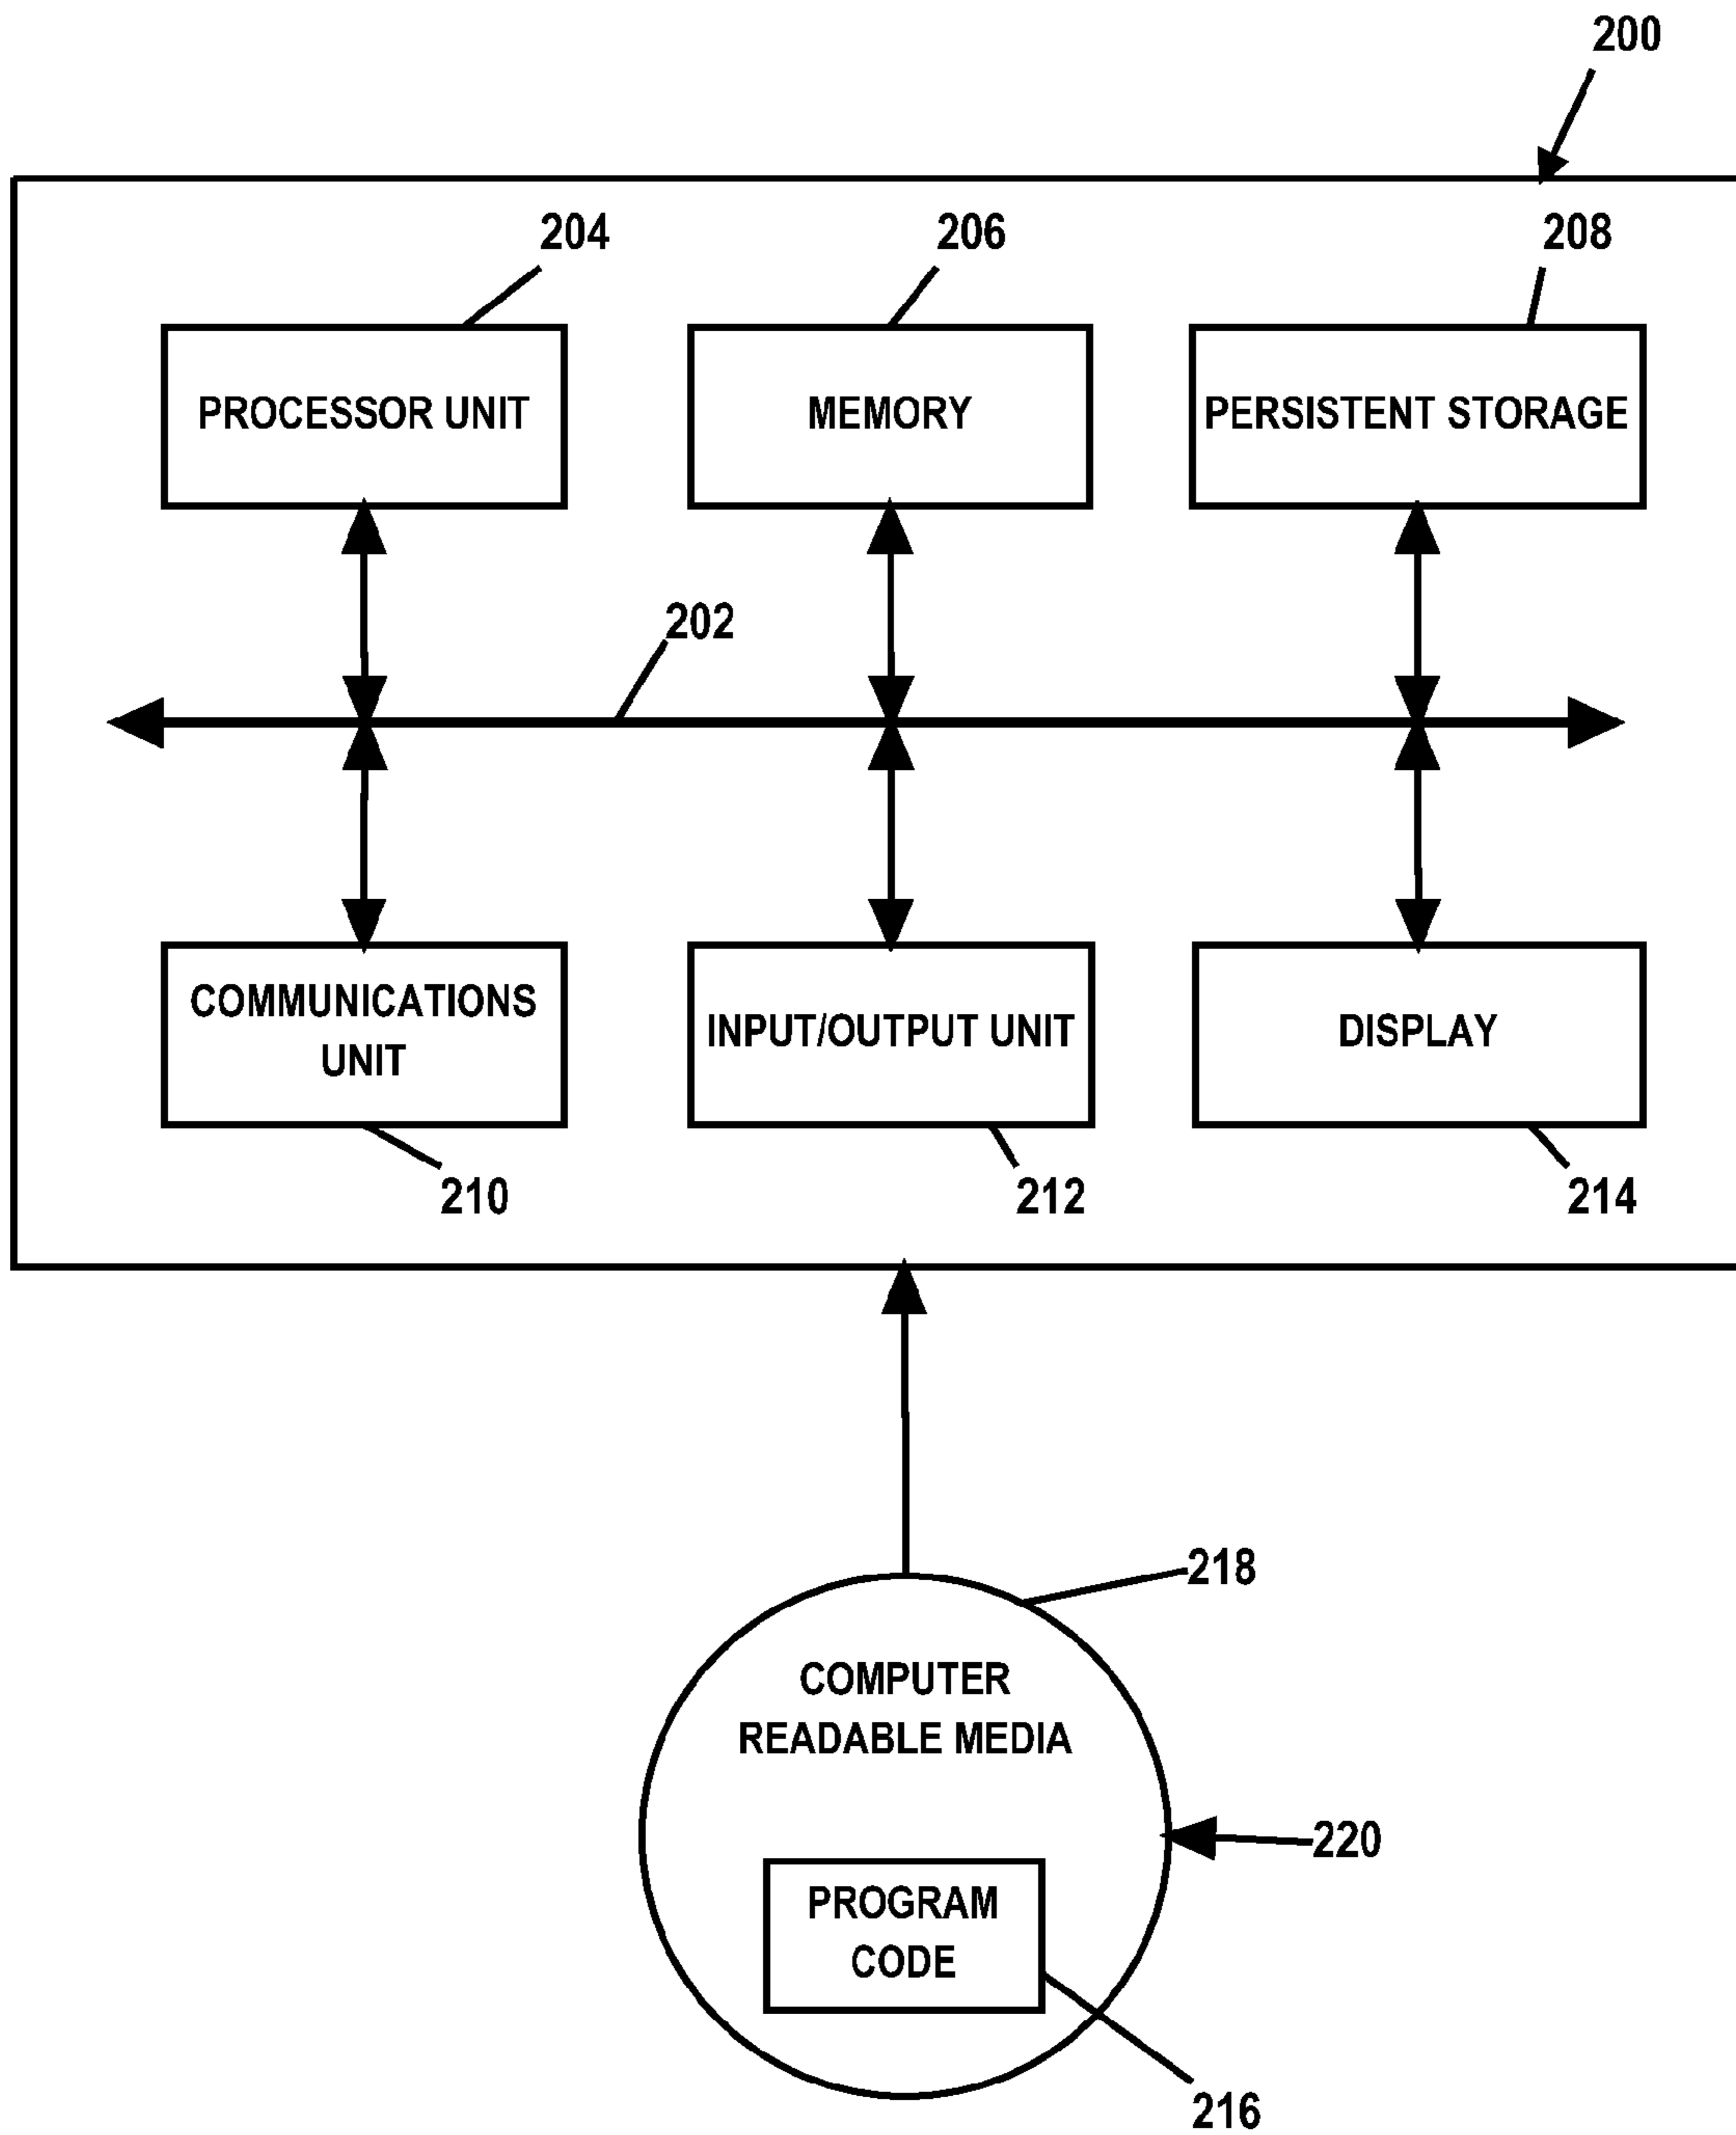 200
204
206
208
PROCESSOR UNIT
MEMORY
PERSISTENT STORAGE
202
COMMUNICATIONS
UNIT
INPUT/OUTPUT UNIT
DISPLAY
210
212
214
218
COMPUTER
READABLE MEDIA
220
PROGRAM
CODE
216